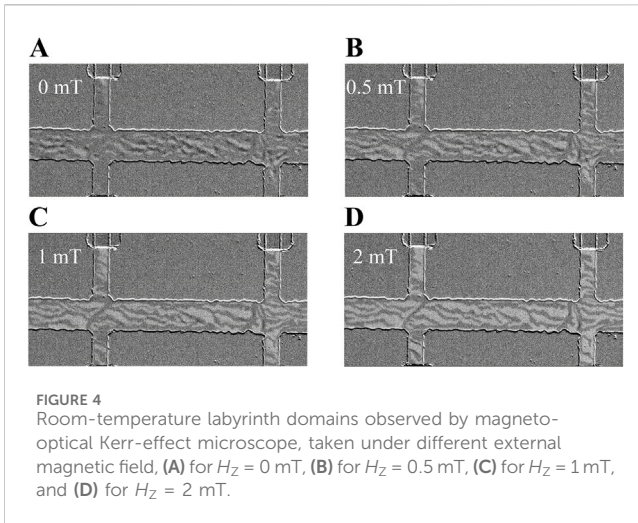 A
B
0 mT
0.5 mT
C
D
1 mT
2 mT
FIGURE 4
Room-temperature labyrinth domains observed by magneto-
optical Kerr-effect microscope, taken under different external
magnetic field, (A) for HZ = 0 mT, (B) for HZ = 0.5 mT, (C) for HZ = 1 mT,
and (D) for HZ = 2 mT.